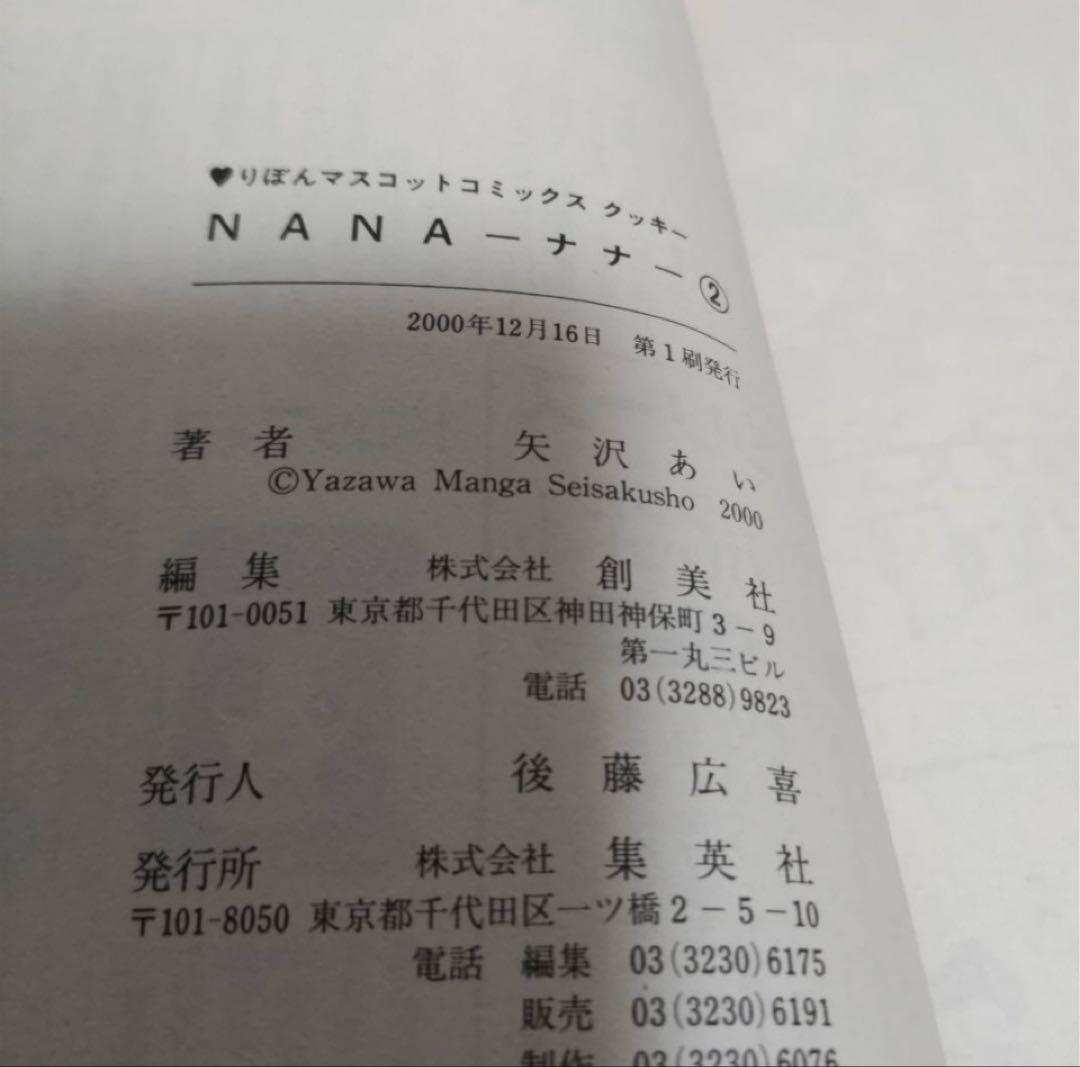 ♥りぼんマスコットコミックス クッキー
NANA―ナナ―②
2000年12月16日 第1刷発行
著者 矢沢あい
©Yazawa Manga Seisakusho 2000
編集 株式会社 創美社
〒101-0051 東京都千代田区神田神保町3－9
第一丸三ビル
電話 03(3288)9823
発行人 後藤広喜
発行所 株式会社 集英社
〒101-8050 東京都千代田区一ツ橋2－5－10
電話 編集 03(3230)6175
販売 03(3230)6191
制作 03(3230)6076